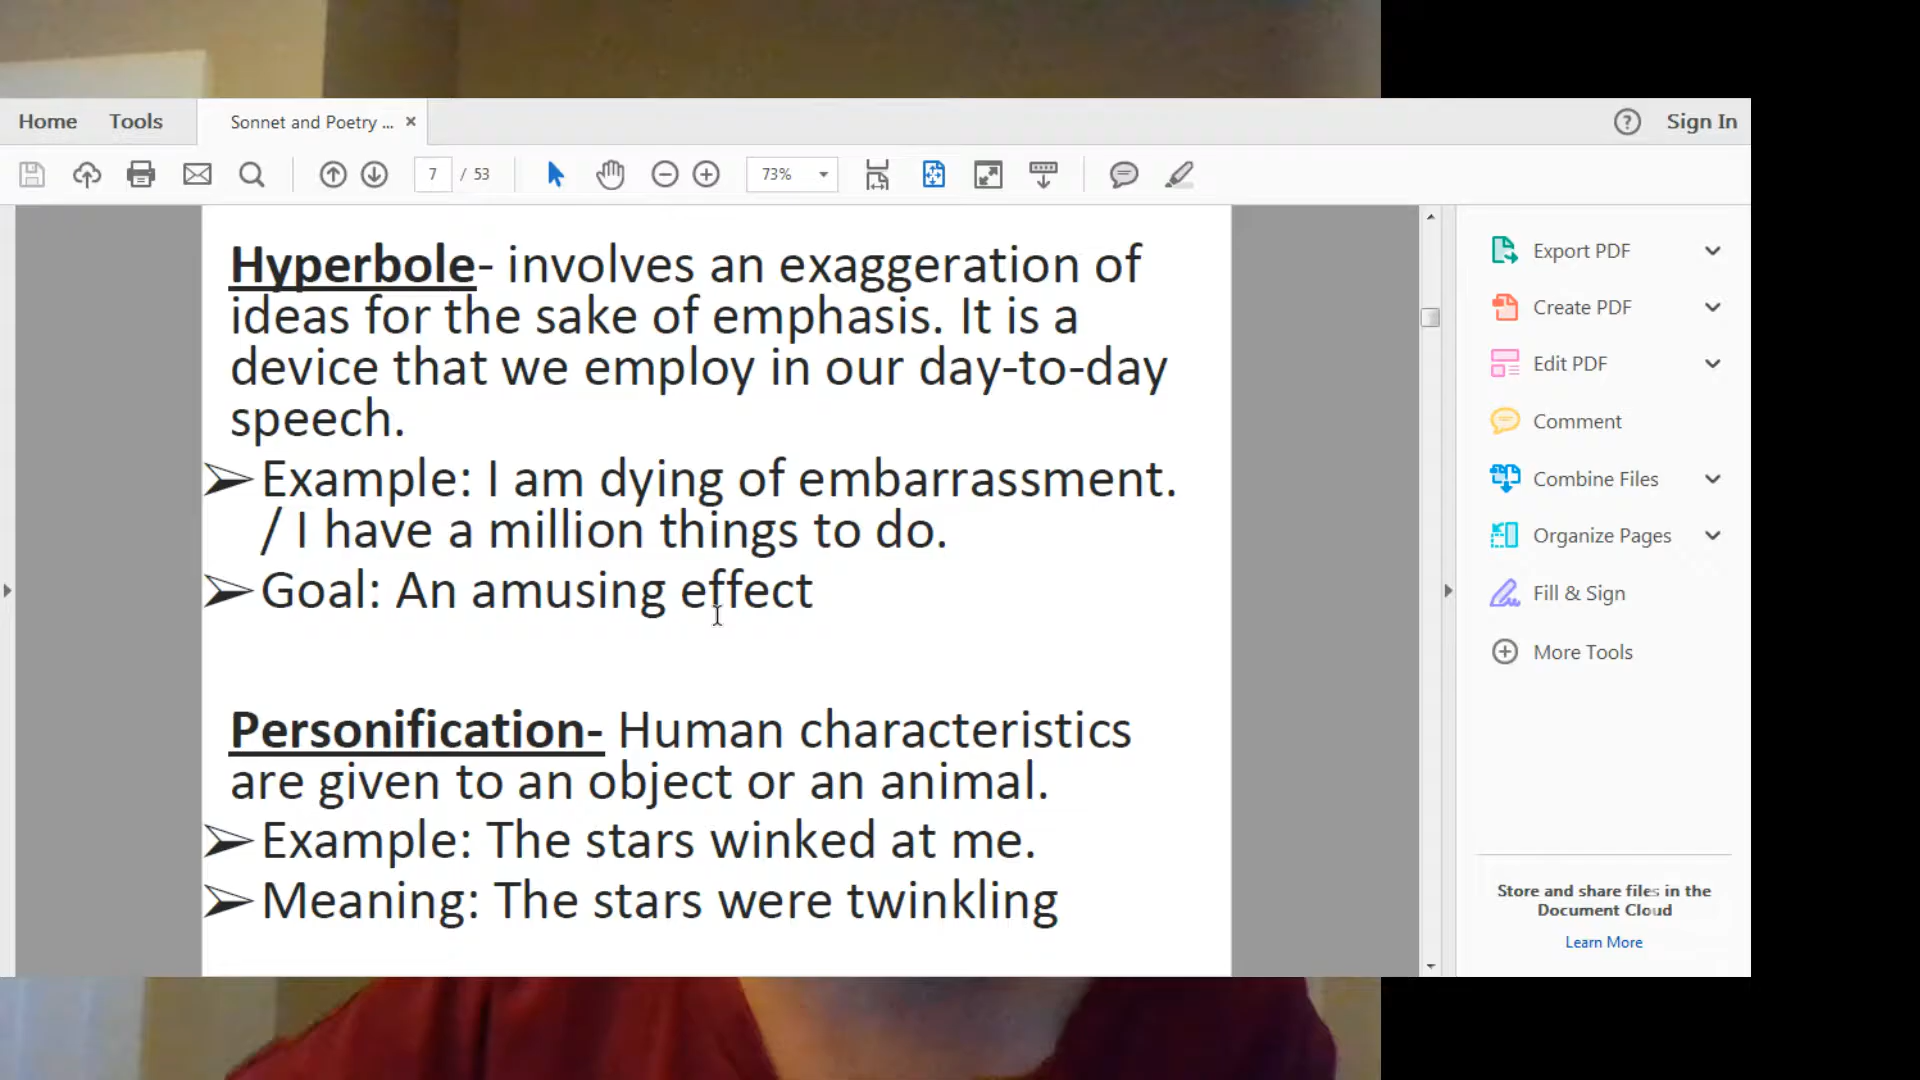 Home Tools Sonnet and Poetry ... × ? Sign In
7 / 53 73%
Hyperbole- involves an exaggeration of
ideas for the sake of emphasis. It is a
device that we employ in our day-to-day
speech.
➢Example: I am dying of embarrassment.
/ I have a million things to do.
➢Goal: An amusing effect
Personification- Human characteristics
are given to an object or an animal.
➢Example: The stars winked at me.
➢Meaning: The stars were twinkling
Export PDF
Create PDF
Edit PDF
Comment
Combine Files
Organize Pages
Fill & Sign
More Tools
Store and share files in the
Document Cloud
Learn More